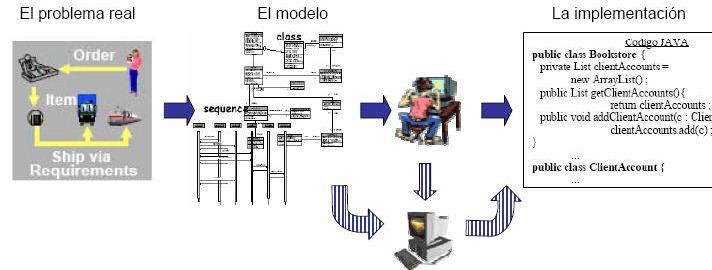 El problema real
El modelo
La implementación
Order
Item
Ship via
Requirements
class
sequence
Codigo JAVA
public class Bookstore {
private List clientAccounts =
new ArrayList() ;
public List getClientAccounts(){
return clientAccounts ;
public void addClientAccount(c : Clien
clientAccounts.add(c) ;
}
...
public class ClientAccount {
...